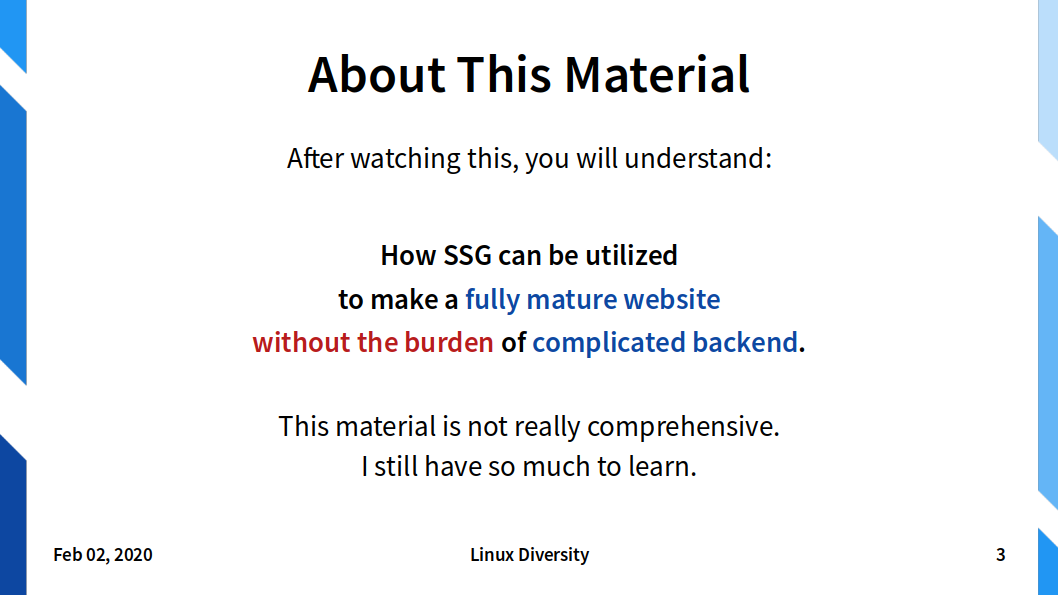 About This Material
After watching this, you will understand:
How SSG can be utilized
to make a fully mature website
without the burden of complicated backend.
This material is not really comprehensive.
I still have so much to learn.
Feb 02, 2020
Linux Diversity
3